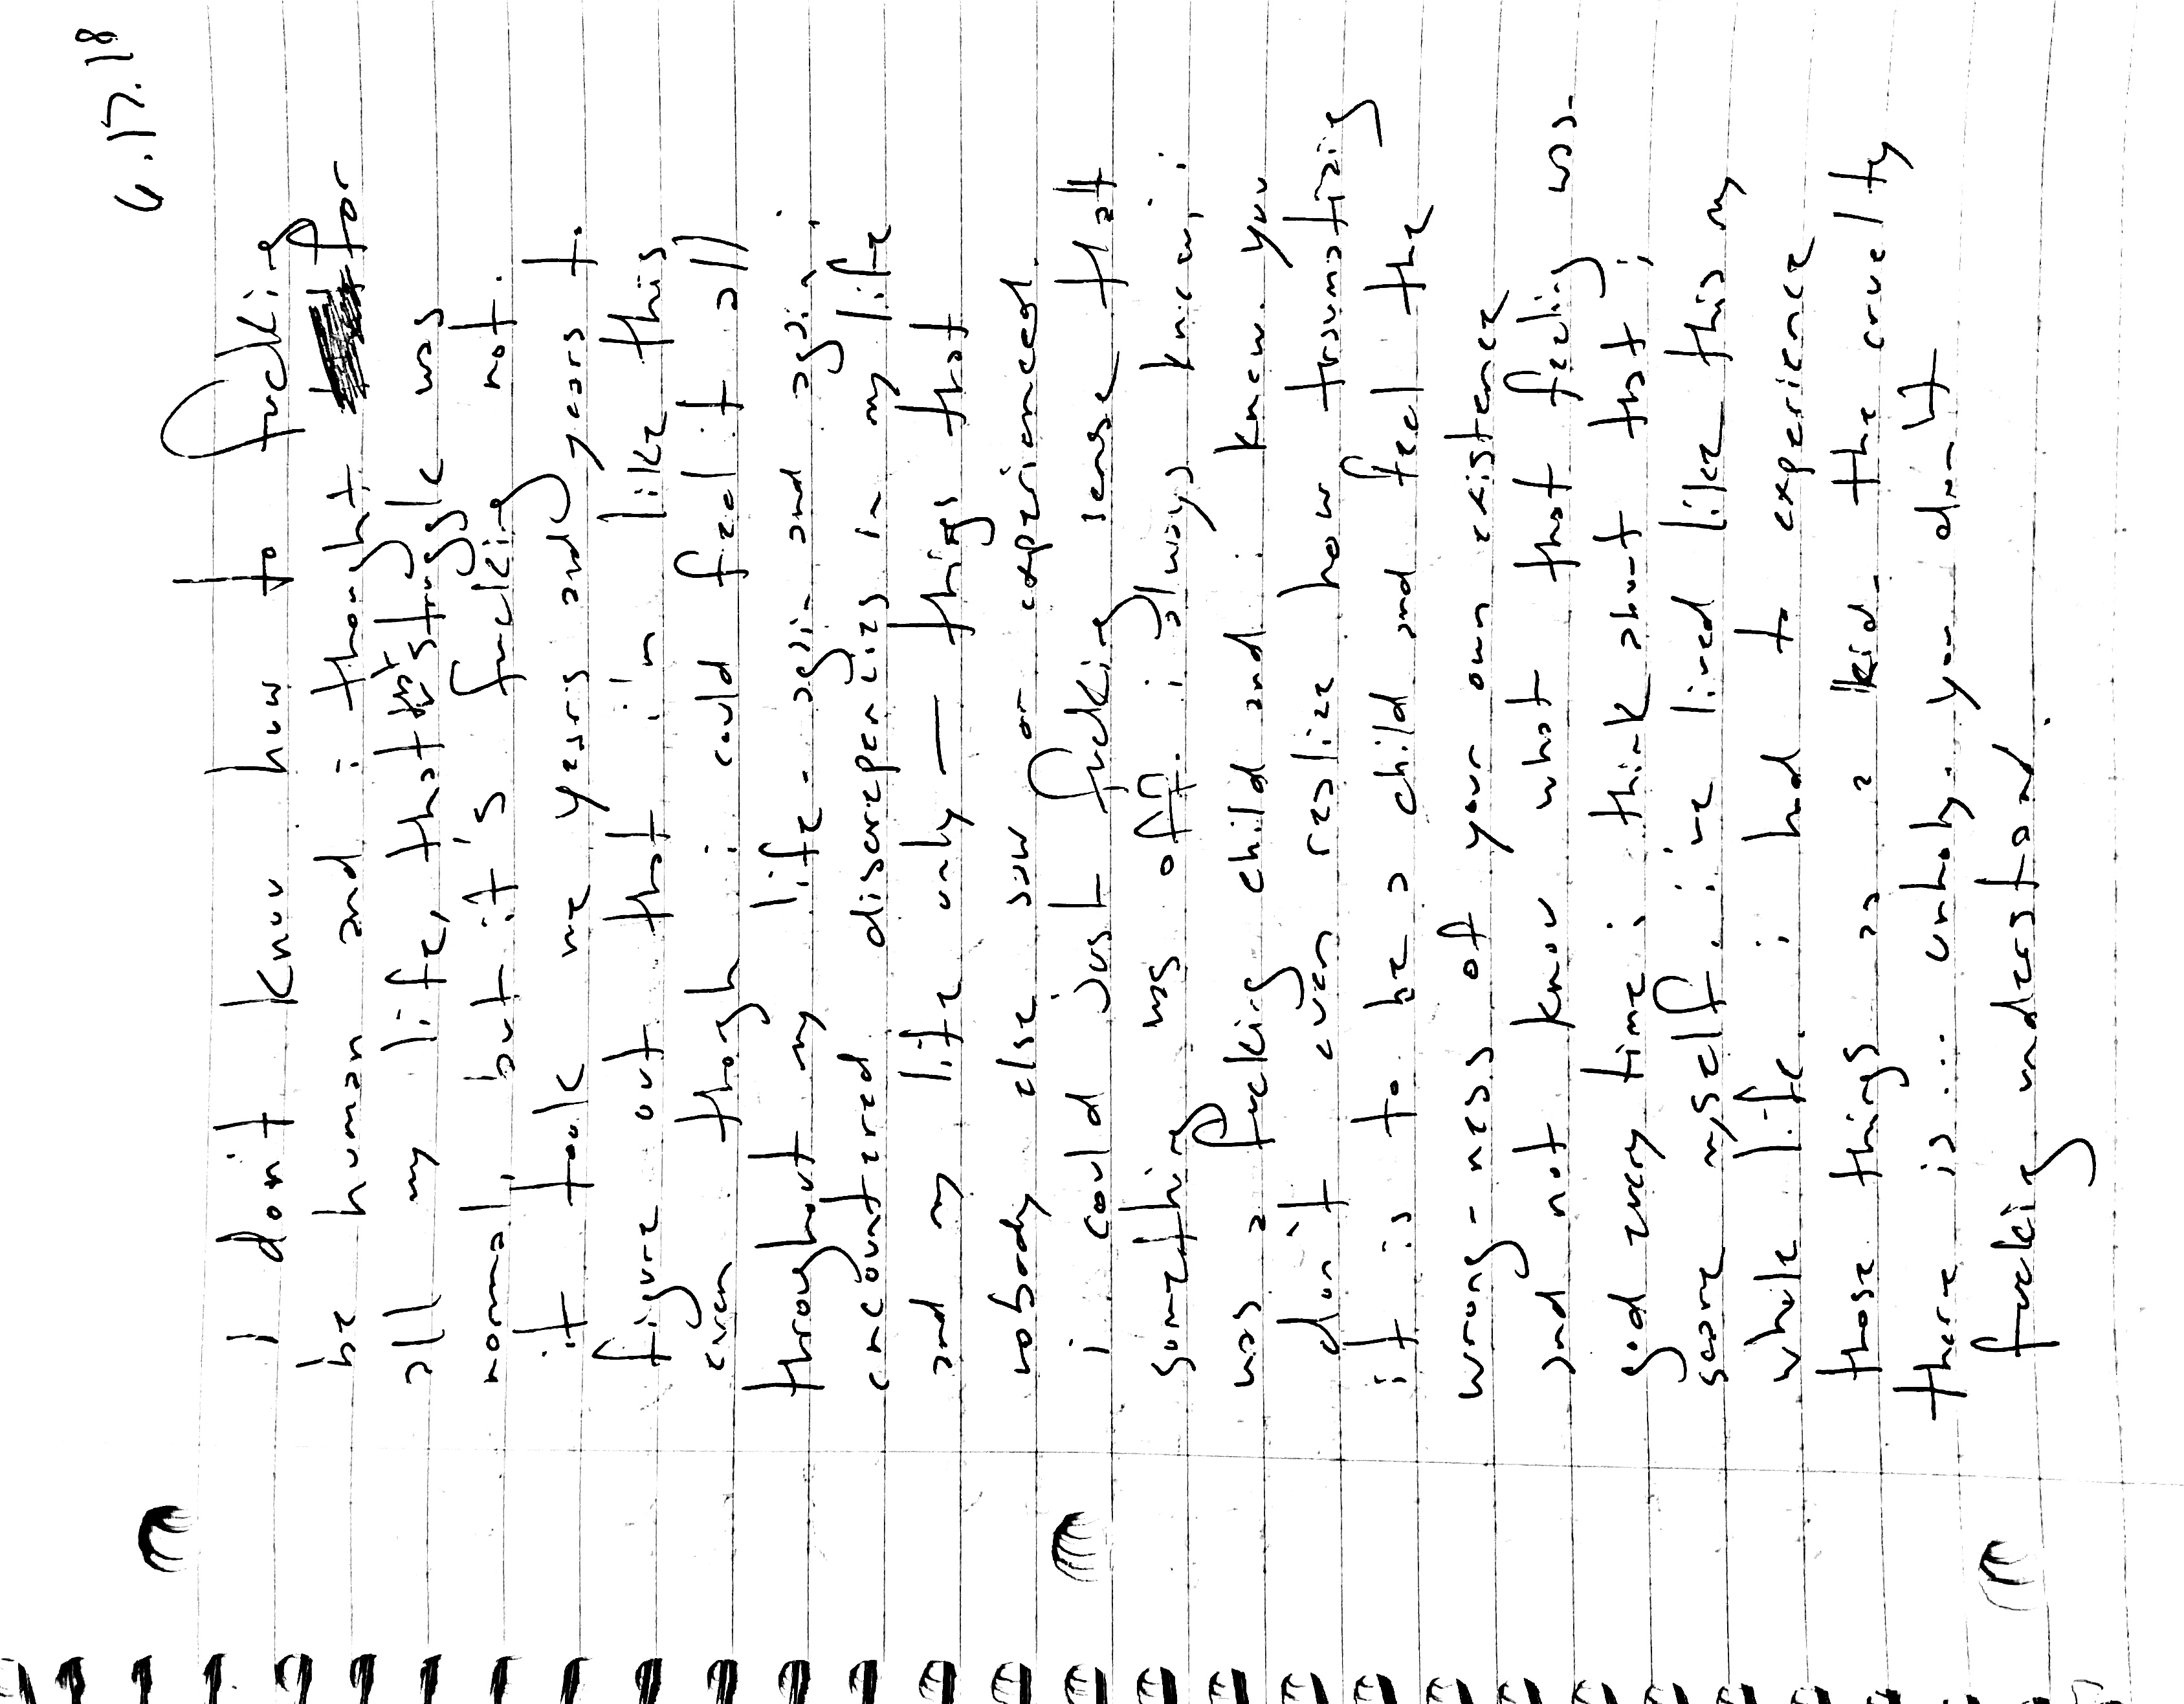 6.17.18
i don't know how to fucking
be human and i thought for
all my life, that that struggle was
normal, but it's fucking not.
it took me years and years to
figure out that i'm like this
even thogh i could feel it all
throughout my life - again and again i
encountered discrepencies in my life
and my life only — things that
nobody else saw or experienced.
i could just fucking sense that
something was off. i always knew, i
was a fucking child and i knew. you
don't even realize how traumatizing
it is to be a child and feel the
wrong-ness of your own existence
and not know what that feeling was.
god every time i think about that i
scare myself. i've lived like this my
whole life. i had to experience
those things as a kid. the cruelty
there is... unholy. you don't
fucking understand.